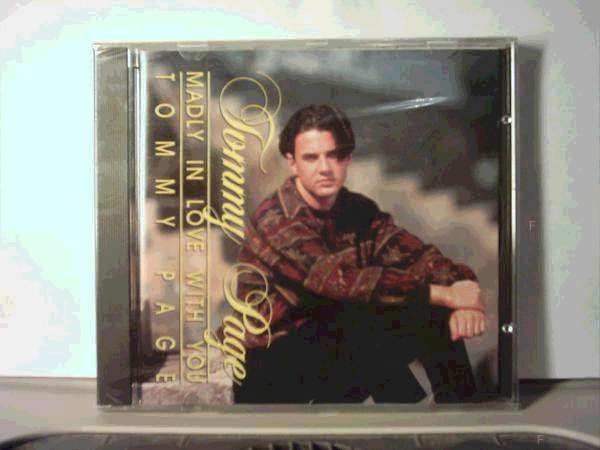 Tommy Page
MADLY IN LOVE WITH YOU
TOMMY PAGE
F
F